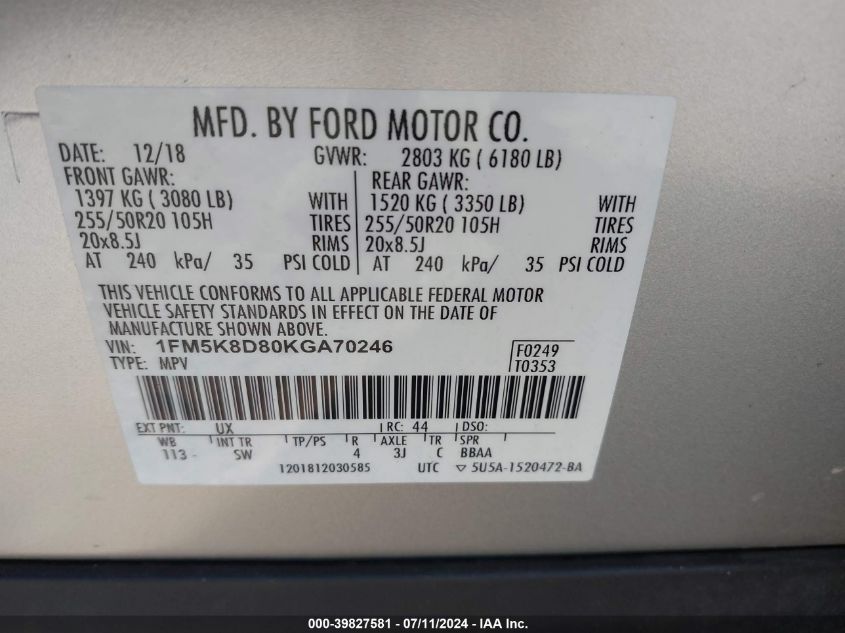 MFD. BY FORD MOTOR CO.
DATE: 12/18 GVWR: 2803 KG ( 6180 LB)
FRONT GAWR: REAR GAWR:
1397 KG ( 3080 LB) WITH 1520 KG ( 3350 LB) WITH
255/50R20 105H TIRES 255/50R20 105H TIRES
20x8.5J RIMS 20x8.5J RIMS
AT 240 kPa/ 35 PSI COLD AT 240 kPa/ 35 PSI COLD
THIS VEHICLE CONFORMS TO ALL APPLICABLE FEDERAL MOTOR
VEHICLE SAFETY STANDARDS IN EFFECT ON THE DATE OF
MANUFACTURE SHOWN ABOVE.
VIN: 1FM5K8D80KGA70246 F0249
TYPE: MPV T0353
EXT PNT: UX RC: 44 DSO:
WB INT TR TP/PS R AXLE TR SPR
113 - SW 4 3J C BBAA
1201812030585 UTC ▽ 5U5A-1520472-BA
000-39827581 - 07/11/2024 - IAA Inc.